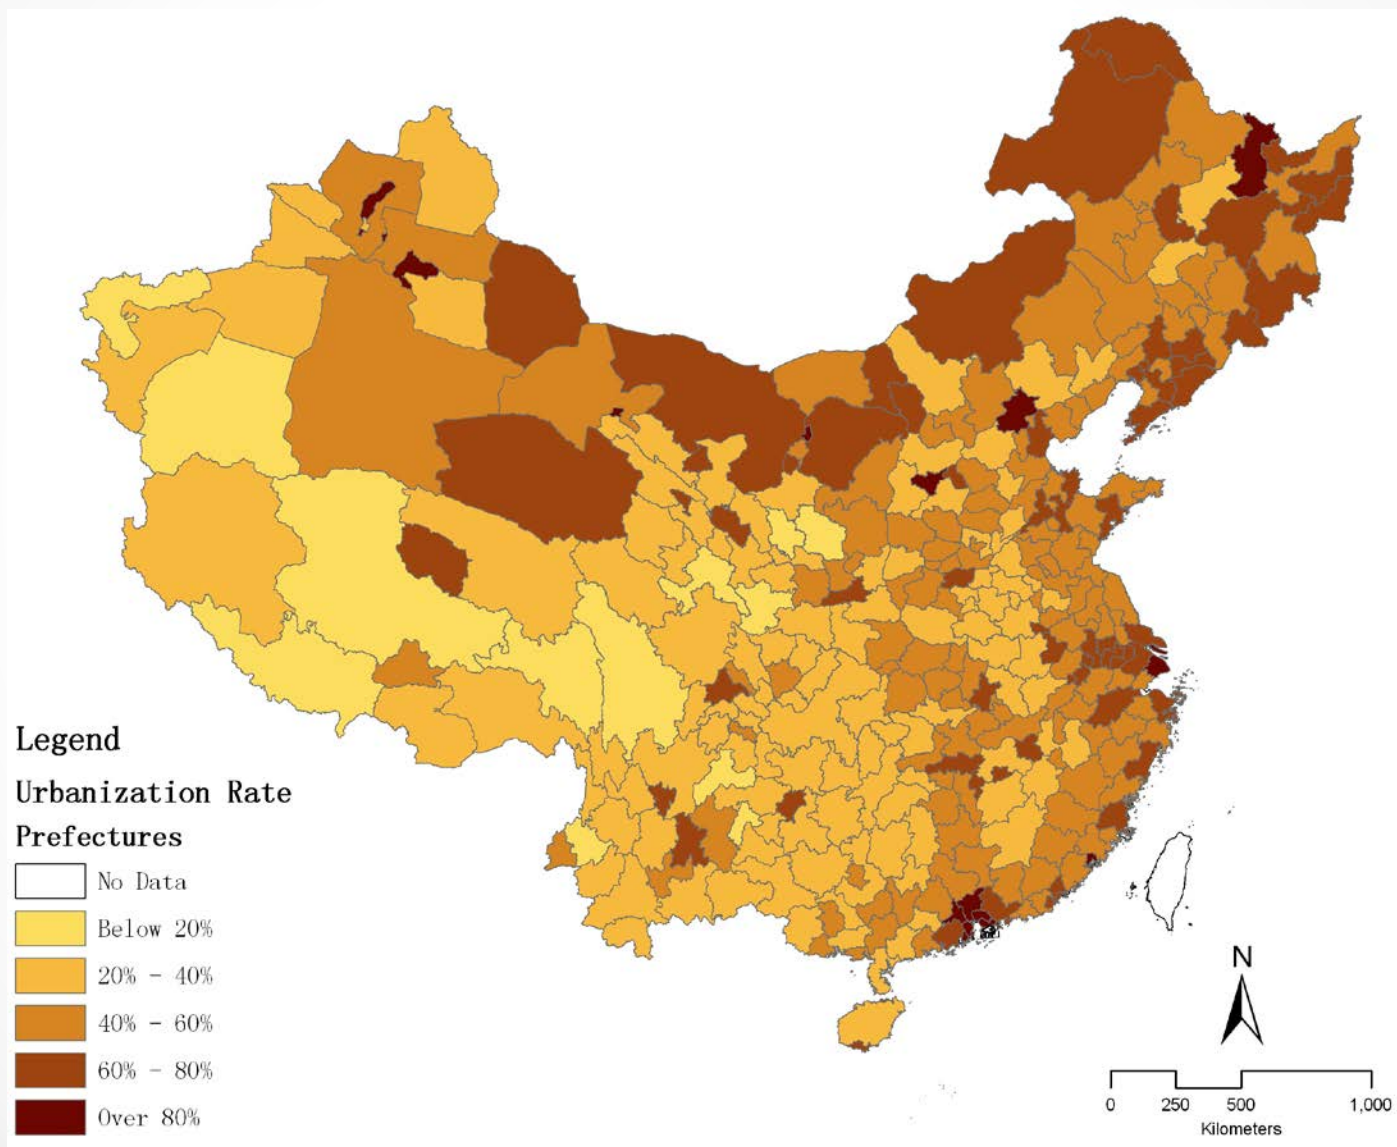 Legend
Urbanization Rate
Prefectures
No Data
Below 20%
20% - 40%
40% - 60%
60% - 80%
Over 80%
N
0 250 500 1,000
Kilometers